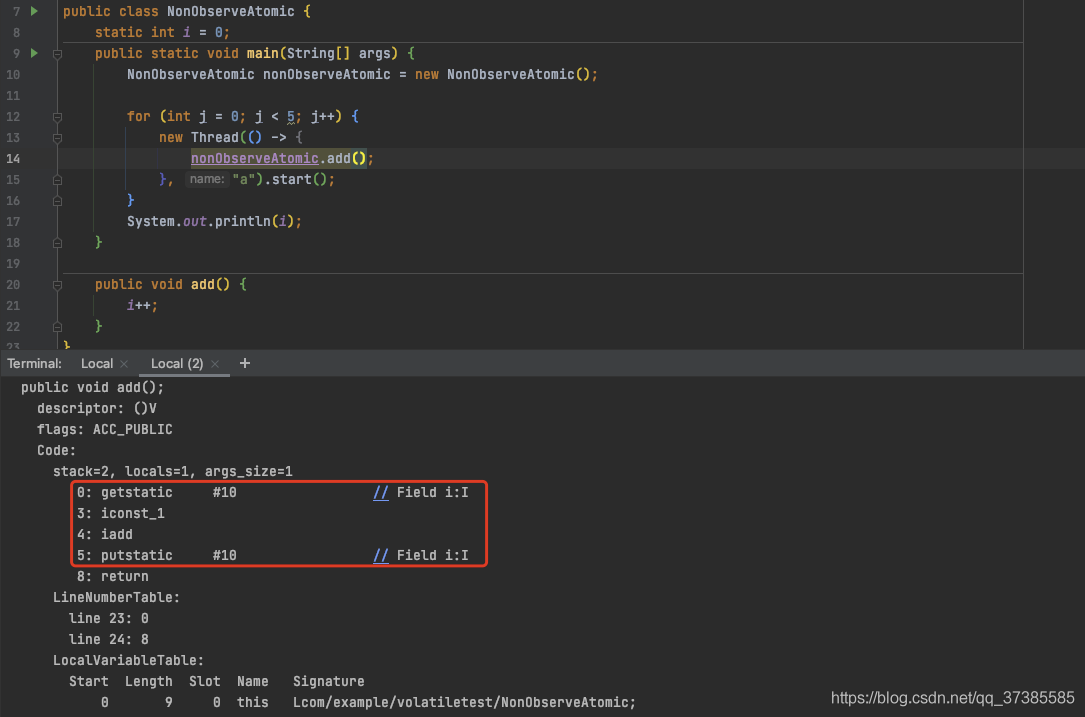 7 public class NonObserveAtomic {
8 static int i = 0;
9 public static void main(String[] args) {
10 NonObserveAtomic nonObserveAtomic = new NonObserveAtomic();
11
12 for (int j = 0; j < 5; j++) {
13 new Thread(() -> {
14 nonObserveAtomic.add();
15 }, name: "a").start();
16 }
17 System.out.println(i);
18 }
19
20 public void add() {
21 i++;
22 }
23 }
Terminal: Local × Local (2) × +
public void add();
descriptor: ()V
flags: ACC_PUBLIC
Code:
stack=2, locals=1, args_size=1
0: getstatic #10 // Field i:I
3: iconst_1
4: iadd
5: putstatic #10 // Field i:I
8: return
LineNumberTable:
line 23: 0
line 24: 8
LocalVariableTable:
Start Length Slot Name Signature
0 9 0 this Lcom/example/volatiletest/NonObserveAtomic;
https://blog.csdn.net/qq_37385585